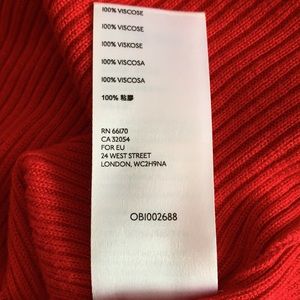 100% VISCOSE
100% VISCOSE
100% VISKOSE
100% VISCOSA
100% VISCOSA
100% 粘膠
RN 66170
CA 32054
FOR EU
24 WEST STREET
LONDON, WC2H9NA
OBI002688